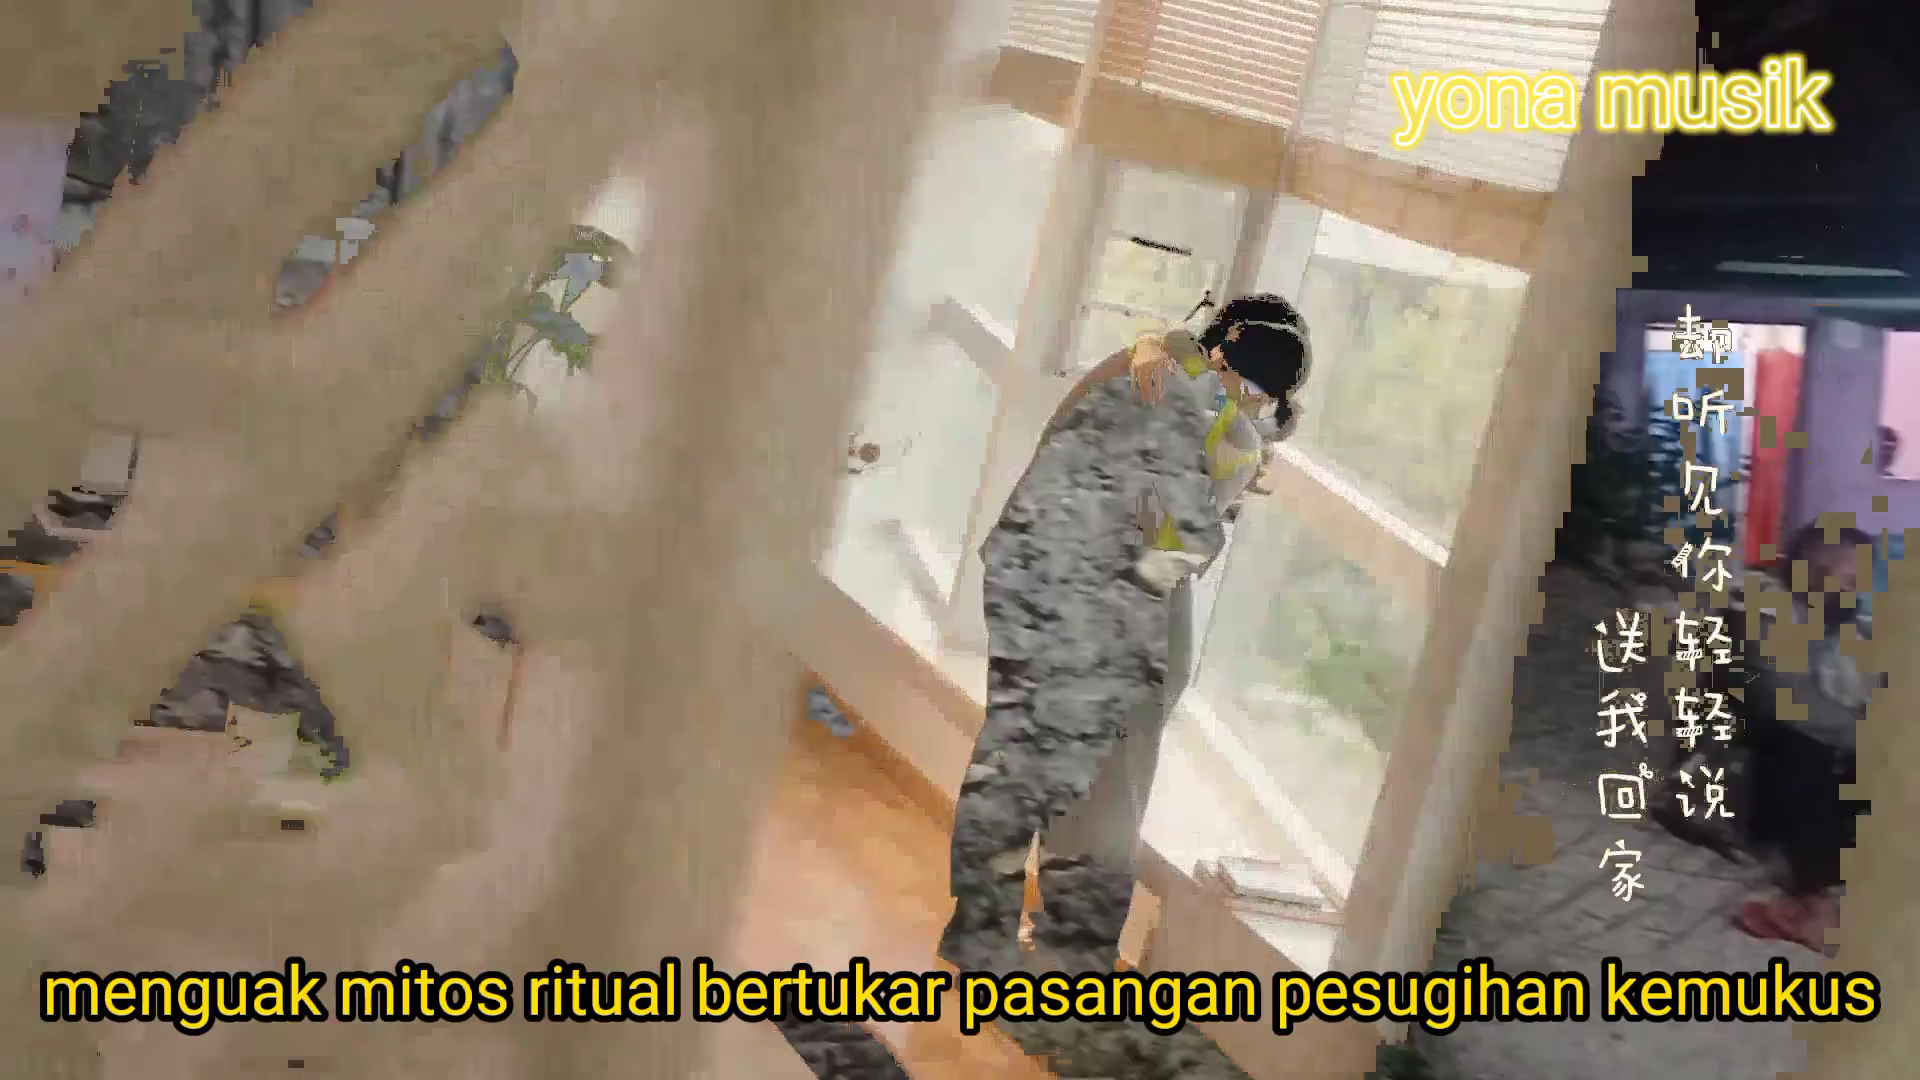 yona musik
却听见你轻轻说
送我回家
menguak mitos ritual bertukar pasangan pesugihan kemukus